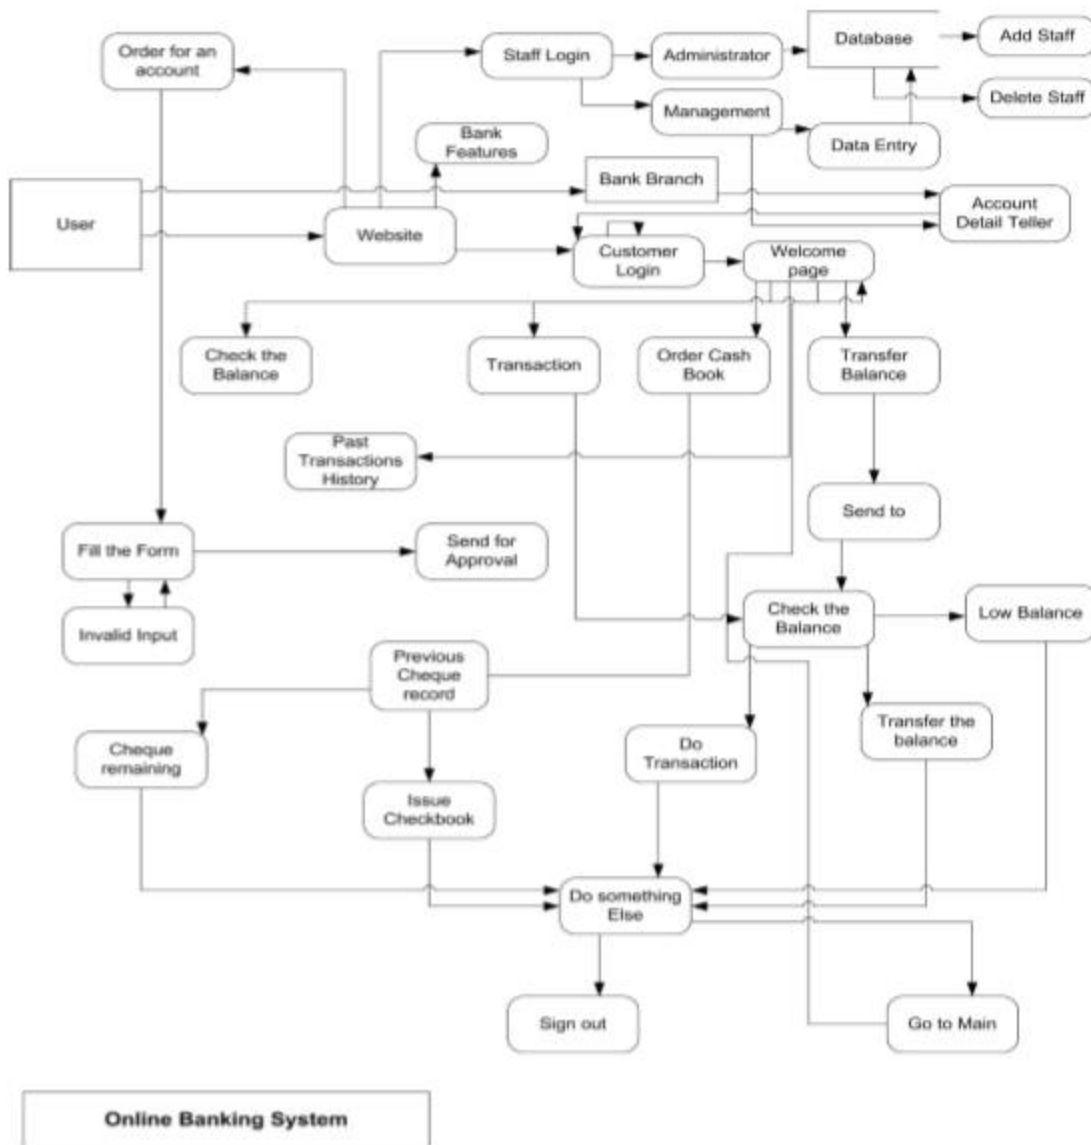 Order for an
account
Staff Login
Administrator
Database
Add Staff
Delete Staff
Management
Data Entry
Bank
Features
Bank Branch
User
Website
Account
Detail Teller
Customer
Login
Welcome
page
Check the
Balance
Transaction
Order Cash
Book
Transfer
Balance
Past
Transactions
History
Send to
Fill the Form
Send for
Approval
Invalid Input
Check the
Balance
Low Balance
Previous
Cheque
record
Cheque
remaining
Do
Transaction
Transfer the
balance
Issue
Checkbook
Do something
Else
Sign out
Go to Main
Online Banking System